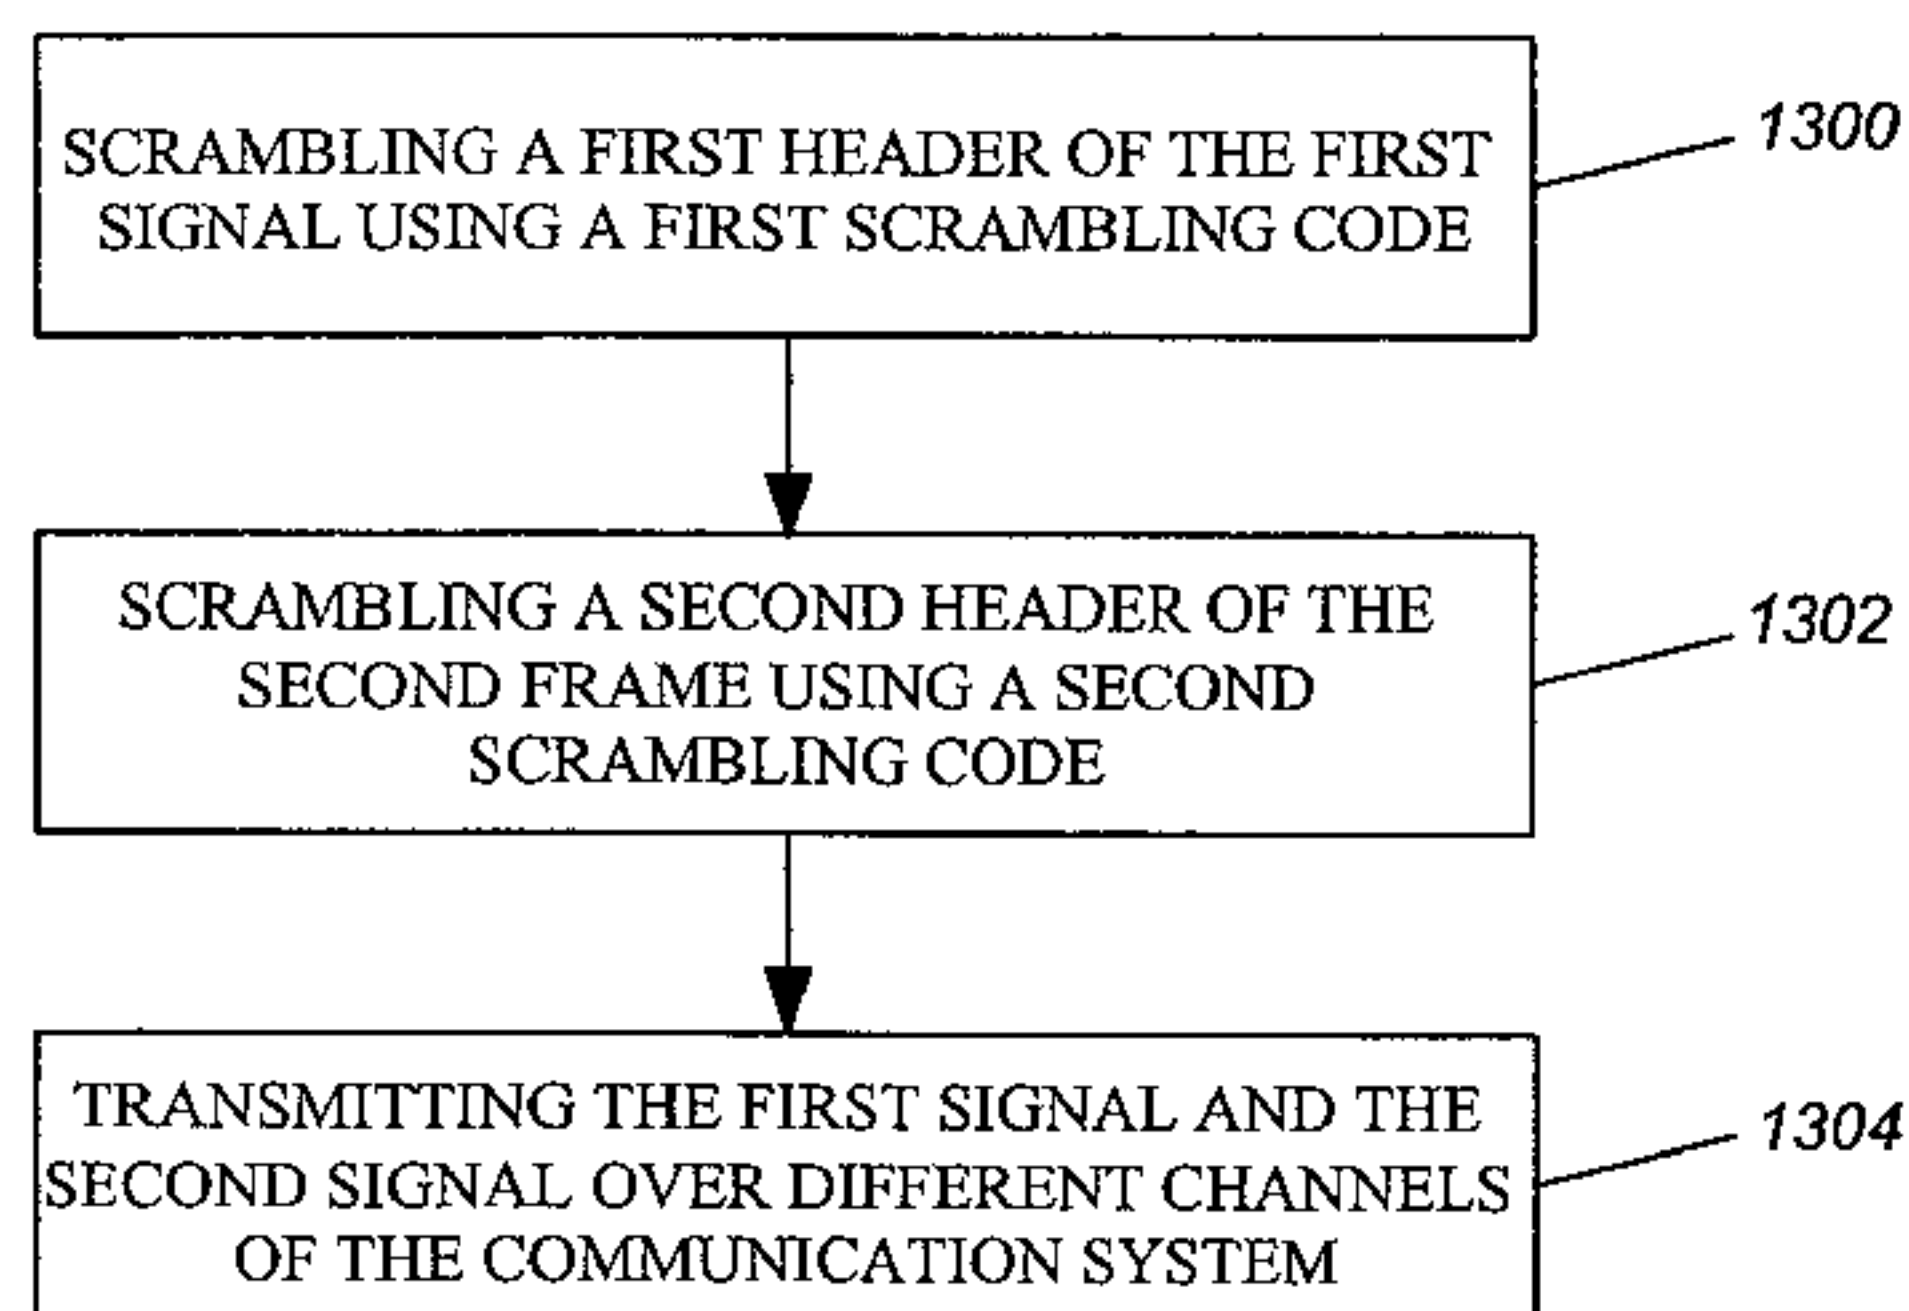 SCRAMBLING A FIRST HEADER OF THE FIRST
SIGNAL USING A FIRST SCRAMBLING CODE
1300
SCRAMBLING A SECOND HEADER OF THE
SECOND FRAME USING A SECOND
SCRAMBLING CODE
1302
TRANSMITTING THE FIRST SIGNAL AND THE
SECOND SIGNAL OVER DIFFERENT CHANNELS
OF THE COMMUNICATION SYSTEM
1304